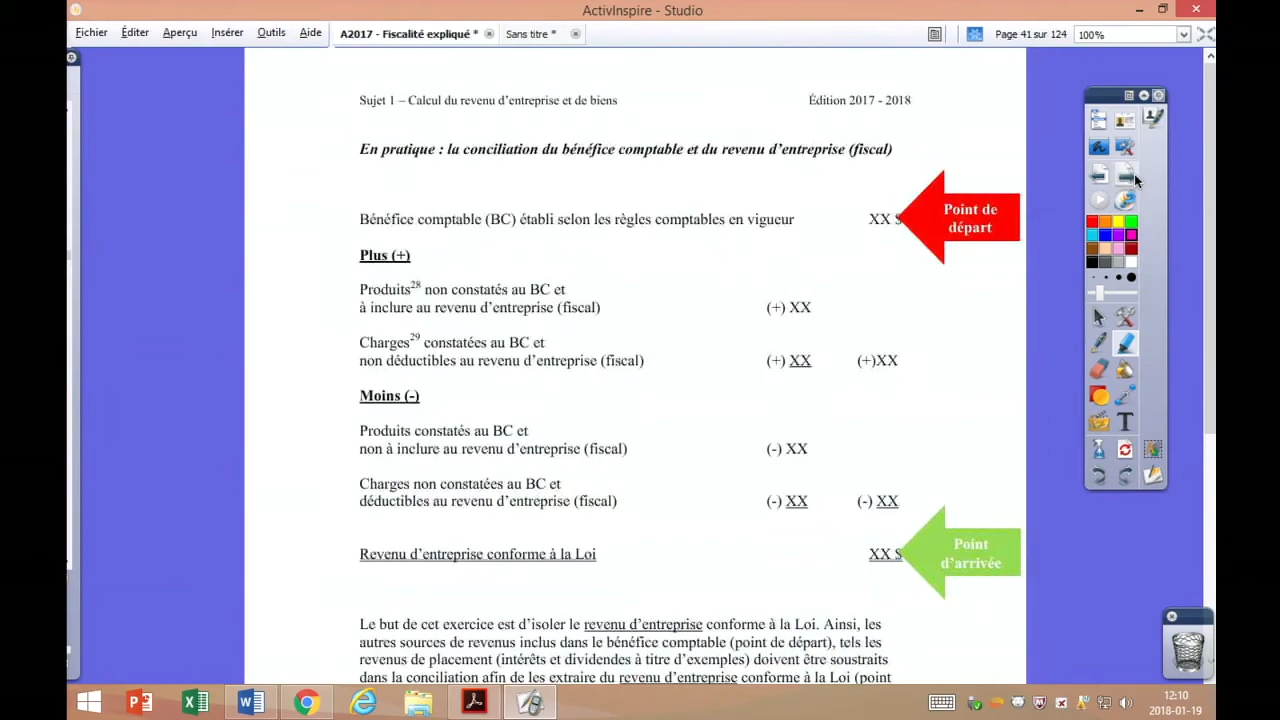 ActivInspire - Studio
Fichier Éditer Aperçu Insérer Outils Aide
A2017 - Fiscalité expliqué * Sans titre * Page 41 sur 124 100%
Sujet 1 – Calcul du revenu d'entreprise et de biens Édition 2017 - 2018
En pratique : la conciliation du bénéfice comptable et du revenu d'entreprise (fiscal)
Bénéfice comptable (BC) établi selon les règles comptables en vigueur XX $
Point de
départ
Plus (+)
Produits28 non constatés au BC et
à inclure au revenu d'entreprise (fiscal) (+) XX
Charges29 constatées au BC et
non déductibles au revenu d'entreprise (fiscal) (+) XX (+)XX
Moins (-)
Produits constatés au BC et
non à inclure au revenu d'entreprise (fiscal) (-) XX
Charges non constatées au BC et
déductibles au revenu d'entreprise (fiscal) (-) XX (-) XX
Revenu d'entreprise conforme à la Loi XX $
Point
d'arrivée
Le but de cet exercice est d'isoler le revenu d'entreprise conforme à la Loi. Ainsi, les
autres sources de revenus inclus dans le bénéfice comptable (point de départ), tels les
revenus de placement (intérêts et dividendes à titre d'exemples) doivent être soustraits
dans la conciliation afin de les extraire du revenu d'entreprise conforme à la Loi (point
12:10
2018-01-19